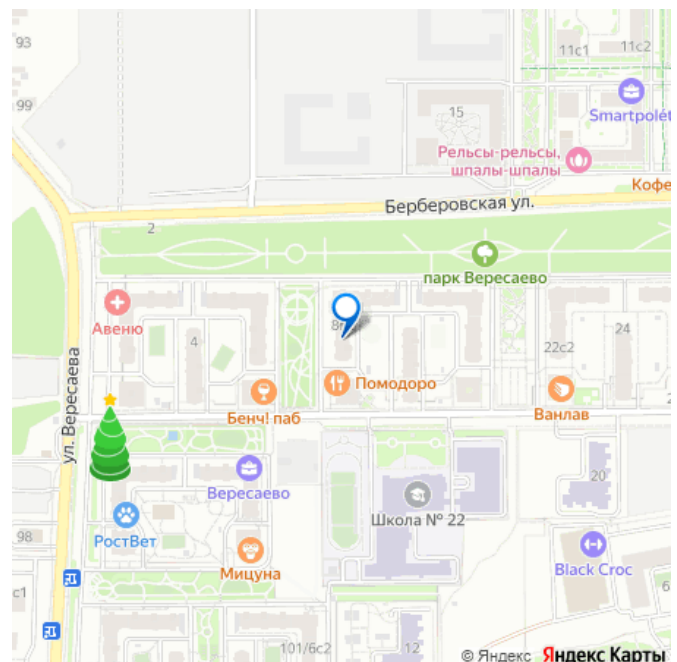 93
11с1
11с2
99
15
Smartpolet
Рельсы-рельсы,
шпалы-шпалы
Кофе
Берберовская ул.
2
парк Вересаево
Авеню
4
24
22с2
Помодоро
Бенч! паб
Ванлав
ул. Вересаева
Вересаево
Школа № 22
20
РостВет
98
Мицуна
Black Croc
с1
6
101/6с2
12
© Яндекс Яндекс Карты